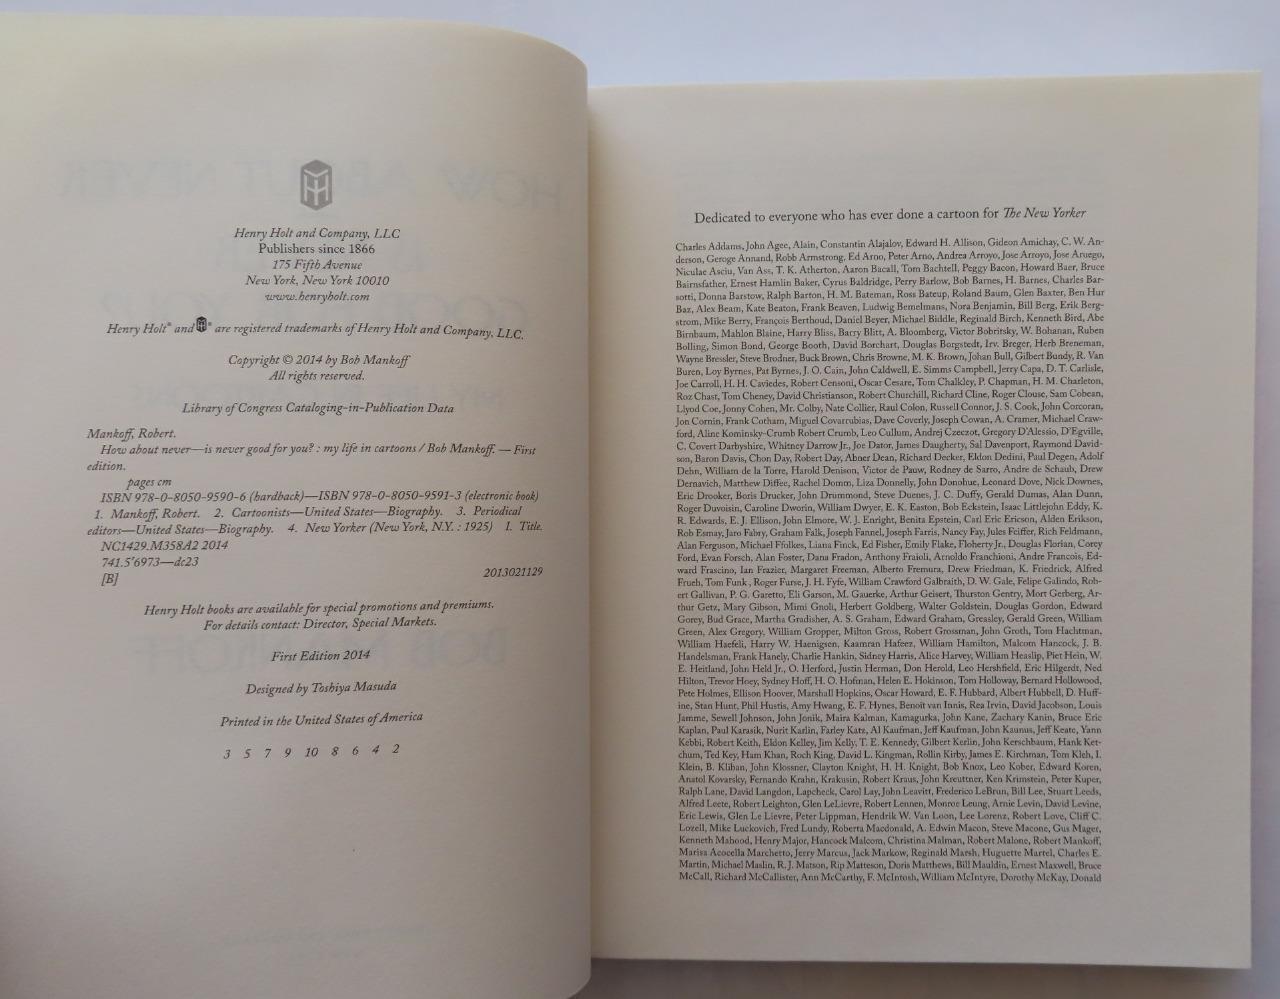 Henry Holt and Company, LLC
Publishers since 1866
175 Fifth Avenue
New York, New York 10010
www.henryholt.com
Henry Holt® and ® are registered trademarks of Henry Holt and Company, LLC.
Copyright © 2014 by Bob Mankoff
All rights reserved.
Library of Congress Cataloging-in-Publication Data
Mankoff, Robert.
How about never—is never good for you? : my life in cartoons / Bob Mankoff. — First
edition.
pages cm
ISBN 978-0-8050-9590-6 (hardback)—ISBN 978-0-8050-9591-3 (electronic book)
1. Mankoff, Robert. 2. Cartoonists—United States—Biography. 3. Periodical
editors—United States—Biography. 4. New Yorker (New York, N.Y. : 1925) I. Title.
NC1429.M358A2 2014
741.5'6973—dc23
[B]
2013021129
Henry Holt books are available for special promotions and premiums.
For details contact: Director, Special Markets.
First Edition 2014
Designed by Toshiya Masuda
Printed in the United States of America
3 5 7 9 10 8 6 4 2
Dedicated to everyone who has ever done a cartoon for The New Yorker
Charles Addams, John Agee, Alain, Constantin Alajalov, Edward H. Allison, Gideon Amichay, C. W. An-
derson, Geroge Annand, Robb Armstrong, Ed Arno, Peter Arno, Andrea Arroyo, Jose Arroyo, Jose Aruego,
Niculae Asciu, Van Ass, T. K. Atherton, Aaron Bacall, Tom Bachtell, Peggy Bacon, Howard Baer, Bruce
Bairnsfather, Ernest Hamlin Baker, Cyrus Baldridge, Perry Barlow, Bob Barnes, H. Barnes, Charles Bar-
sotti, Donna Barstow, Ralph Barton, H. M. Bateman, Ross Bateup, Roland Baum, Glen Baxter, Ben Hur
Baz, Alex Beam, Kate Beaton, Frank Beaven, Ludwig Bemelmans, Nora Benjamin, Bill Berg, Erik Berg-
strom, Mike Berry, François Berthoud, Daniel Beyer, Michael Biddle, Reginald Birch, Kenneth Bird, Abe
Birnbaum, Mahlon Blaine, Harry Bliss, Barry Blitt, A. Bloomberg, Victor Bobritsky, W. Bohanan, Ruben
Bolling, Simon Bond, George Booth, David Borchart, Douglas Borgstedt, Irv. Breger, Herb Breneman,
Wayne Bressler, Steve Brodner, Buck Brown, Chris Browne, M. K. Brown, Johan Bull, Gilbert Bundy, R. Van
Buren, Loy Byrnes, Pat Byrnes, J. O. Cain, John Caldwell, E. Simms Campbell, Jerry Capa, D. T. Carlisle,
Joe Carroll, H. H. Caviedes, Robert Censoni, Oscar Cesare, Tom Chalkley, P. Chapman, H. M. Charleton,
Roz Chast, Tom Cheney, David Christianson, Robert Churchill, Richard Cline, Roger Clouse, Sam Cobean,
Llyod Coe, Jonny Cohen, Mr. Colby, Nate Collier, Raul Colon, Russell Connor, J. S. Cook, John Corcoran,
Jon Cornin, Frank Cotham, Miguel Covarrubias, Dave Coverly, Joseph Cowan, A. Cramer, Michael Craw-
ford, Aline Kominsky-Crumb Robert Crumb, Leo Cullum, Andrej Czeczot, Gregory D'Alessio, D'Egville,
C. Covert Darbyshire, Whitney Darrow Jr., Joe Dator, James Daugherty, Sal Davenport, Raymond David-
son, Baron Davis, Chon Day, Robert Day, Abner Dean, Richard Decker, Eldon Dedini, Paul Degen, Adolf
Dehn, William de la Torre, Harold Denison, Victor de Pauw, Rodney de Sarro, Andre de Schaub, Drew
Dernavich, Matthew Diffee, Rachel Domm, Liza Donnelly, John Donohue, Leonard Dove, Nick Downes,
Eric Drooker, Boris Drucker, John Drummond, Steve Duenes, J. C. Duffy, Gerald Dumas, Alan Dunn,
Roger Duvoisin, Caroline Dworin, William Dwyer, E. K. Easton, Bob Eckstein, Isaac Littlejohn Eddy, K.
R. Edwards, E. J. Ellison, John Elmore, W. J. Enright, Benita Epstein, Carl Eric Ericson, Alden Erikson,
Rob Esmay, Jaro Fabry, Graham Falk, Joseph Fannel, Joseph Farris, Nancy Fay, Jules Feiffer, Rich Feldmann,
Alan Ferguson, Michael Ffolkes, Liana Finck, Ed Fisher, Emily Flake, Floherty Jr., Douglas Florian, Corey
Ford, Evan Forsch, Alan Foster, Dana Fradon, Anthony Fraioli, Arnoldo Franchioni, Andre Francois, Ed-
ward Frascino, Ian Frazier, Margaret Freeman, Alberto Fremura, Drew Friedman, K. Friedrick, Alfred
Frueh, Tom Funk , Roger Furse, J. H. Fyfe, William Crawford Galbraith, D. W. Gale, Felipe Galindo, Rob-
ert Gallivan, P. G. Garetto, Eli Garson, M. Gauerke, Arthur Geisert, Thurston Gentry, Mort Gerberg, Ar-
thur Getz, Mary Gibson, Mimi Gnoli, Herbert Goldberg, Walter Goldstein, Douglas Gordon, Edward
Gorey, Bud Grace, Martha Gradisher, A. S. Graham, Edward Graham, Gressley, Gerald Green, William
Green, Alex Gregory, William Gropper, Milton Gross, Robert Grossman, John Groth, Tom Hachtman,
William Haefeli, Harry W. Haenigsen, Kaamran Hafeez, William Hamilton, Malcom Hancock, J. B.
Handelsman, Frank Hanely, Charlie Hankin, Sidney Harris, Alice Harvey, William Heaslip, Piet Hein, W.
E. Heitland, John Held Jr., O. Herford, Justin Herman, Don Herold, Leo Hershfield, Eric Hilgerdt, Ned
Hilton, Trevor Hoey, Sydney Hoff, H. O. Hofman, Helen E. Hokinson, Tom Holloway, Bernard Hollowood,
Pete Holmes, Ellison Hoover, Marshall Hopkins, Oscar Howard, E. F. Hubbard, Albert Hubbell, D. Huff-
ine, Stan Hunt, Phil Hustis, Amy Hwang, E. F. Hynes, Benoit van Innis, Rea Irvin, David Jacobson, Louis
Jamme, Sewell Johnson, John Jonik, Maira Kalman, Kamagurka, John Kane, Zachary Kanin, Bruce Eric
Kaplan, Paul Karasik, Nurit Karlin, Farley Katz, Al Kaufman, Jeff Kaufman, John Kaunus, Jeff Keate, Yann
Kebbi, Robert Keith, Eldon Kelley, Jim Kelly, T. E. Kennedy, Gilbert Kerlin, John Kerschbaum, Hank Ket-
chum, Ted Key, Ham Khan, Roch King, David L. Kingman, Rollin Kirby, James E. Kirchman, Tom Kleh, I.
Klein, B. Kliban, John Klossner, Clayton Knight, H. H. Knight, Bob Knox, Leo Kober, Edward Koren,
Anatol Kovarsky, Fernando Krahn, Krakusin, Robert Kraus, John Kreuttner, Ken Krimstein, Peter Kuper,
Ralph Lane, David Langdon, Lapcheck, Carol Lay, John Leavitt, Frederico LeBrun, Bill Lee, Stuart Leeds,
Alfred Leete, Robert Leighton, Glen LeLievre, Robert Lennen, Monroe Leung, Arnie Levin, David Levine,
Eric Lewis, Glen Le Lievre, Peter Lippman, Hendrik W. Van Loon, Lee Lorenz, Robert Love, Cliff C.
Lozell, Mike Luckovich, Fred Lundy, Roberta Macdonald, A. Edwin Macon, Steve Macone, Gus Mager,
Kenneth Mahood, Henry Major, Hancock Malcom, Christina Malman, Robert Malone, Robert Mankoff,
Marisa Acocella Marchetto, Jerry Marcus, Jack Markow, Reginald Marsh, Huguette Martel, Charles E.
Martin, Michael Maslin, R. J. Matson, Rip Matteson, Doris Matthews, Bill Mauldin, Ernest Maxwell, Bruce
McCall, Richard McCallister, Ann McCarthy, F. McIntosh, William McIntyre, Dorothy McKay, Donald